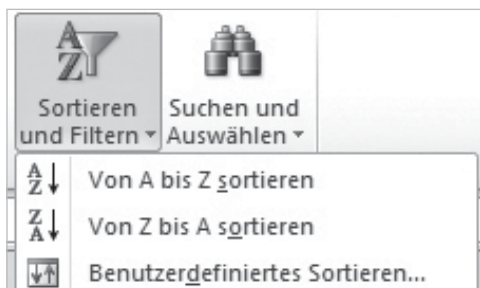 Sortieren und Filtern
Suchen und Auswählen
Von A bis Z sortieren
Von Z bis A sortieren
Benutzerdefiniertes Sortieren...